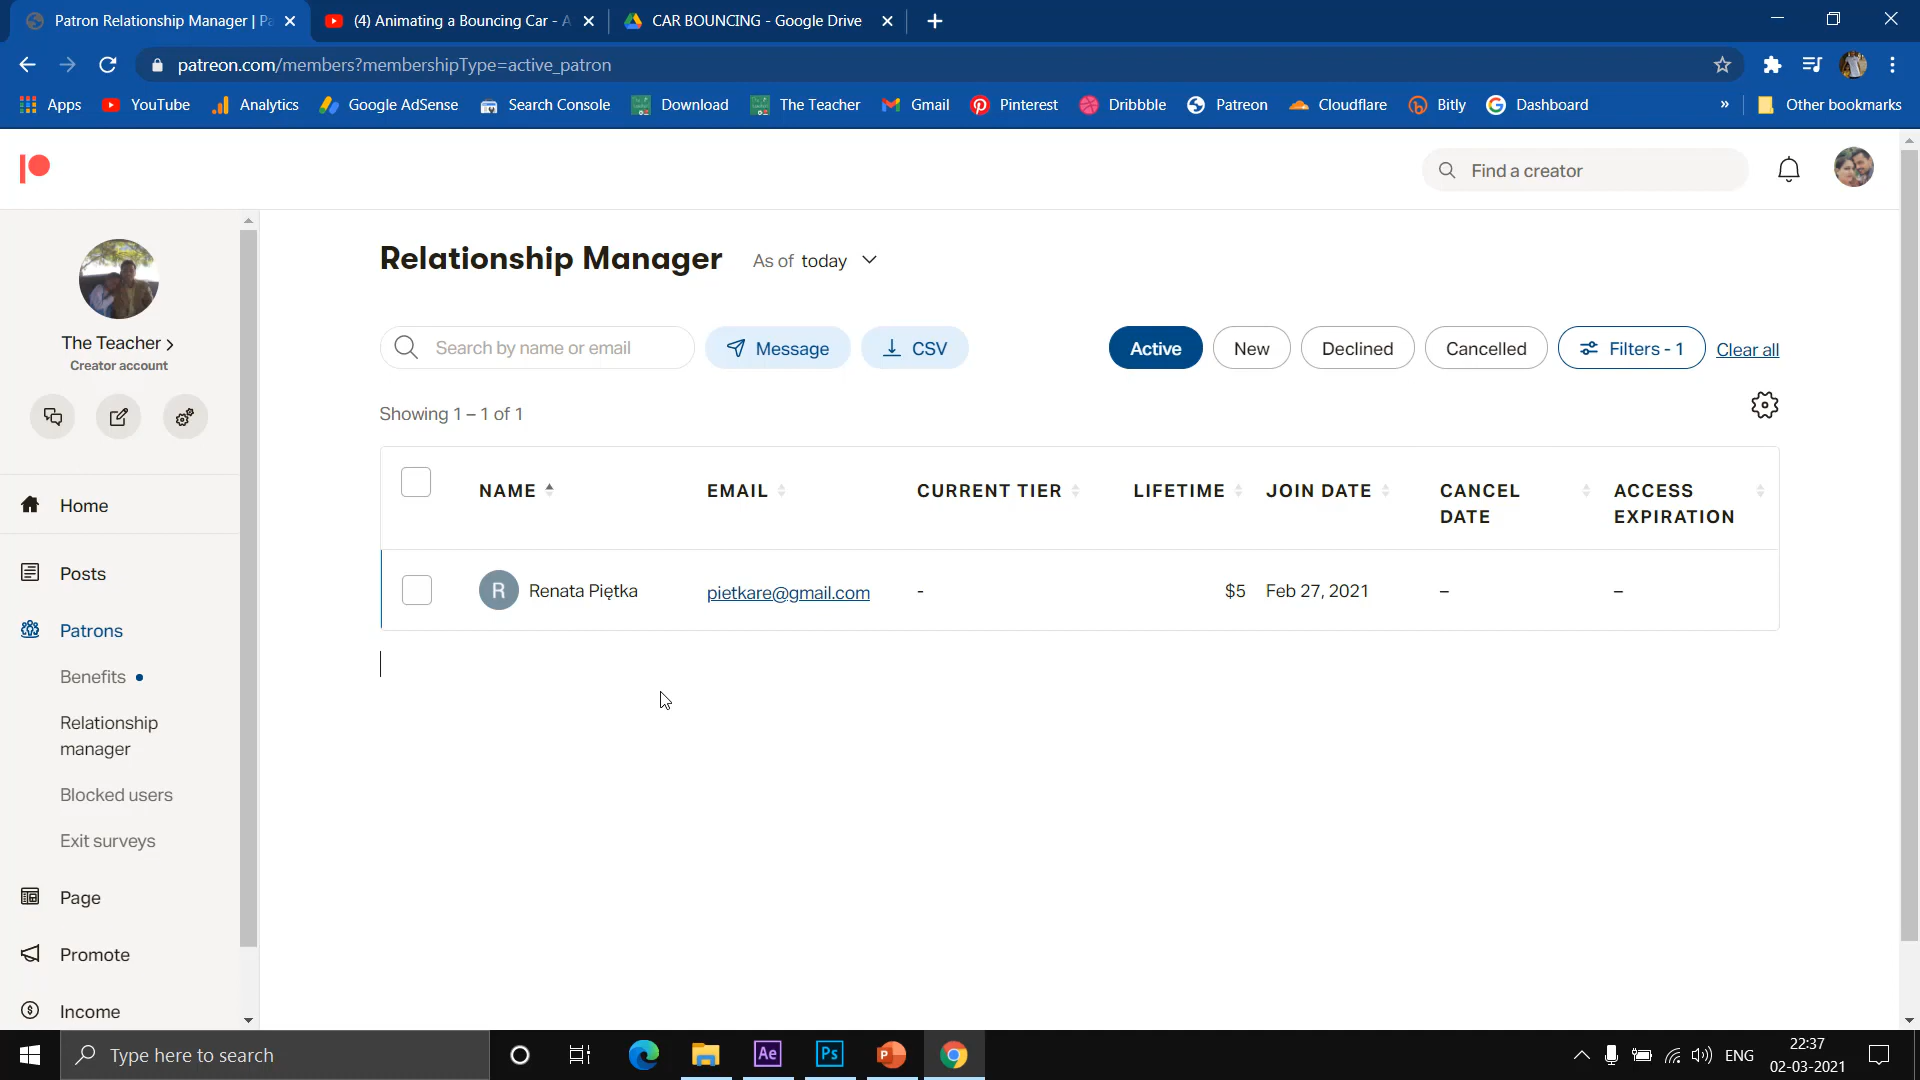 Patron Relationship Manager | Pa
(4) Animating a Bouncing Car - A
CAR BOUNCING - Google Drive
patreon.com/members?membershipType=active_patron
Apps YouTube Analytics Google AdSense Search Console Download The Teacher Gmail Pinterest Dribbble Patreon Cloudflare Bitly Dashboard » Other bookmarks
Find a creator
The Teacher
Creator account
Home
Posts
Patrons
Benefits
Relationship
manager
Blocked users
Exit surveys
Page
Promote
Income
Relationship Manager As of today
Search by name or email Message CSV Active New Declined Cancelled Filters - 1 Clear all
Showing 1 – 1 of 1
NAME EMAIL CURRENT TIER LIFETIME JOIN DATE CANCEL DATE ACCESS EXPIRATION
R Renata Piętka pietkare@gmail.com - $5 Feb 27, 2021 – –
Type here to search
Ae Ps P
ENG
22:37
02-03-2021